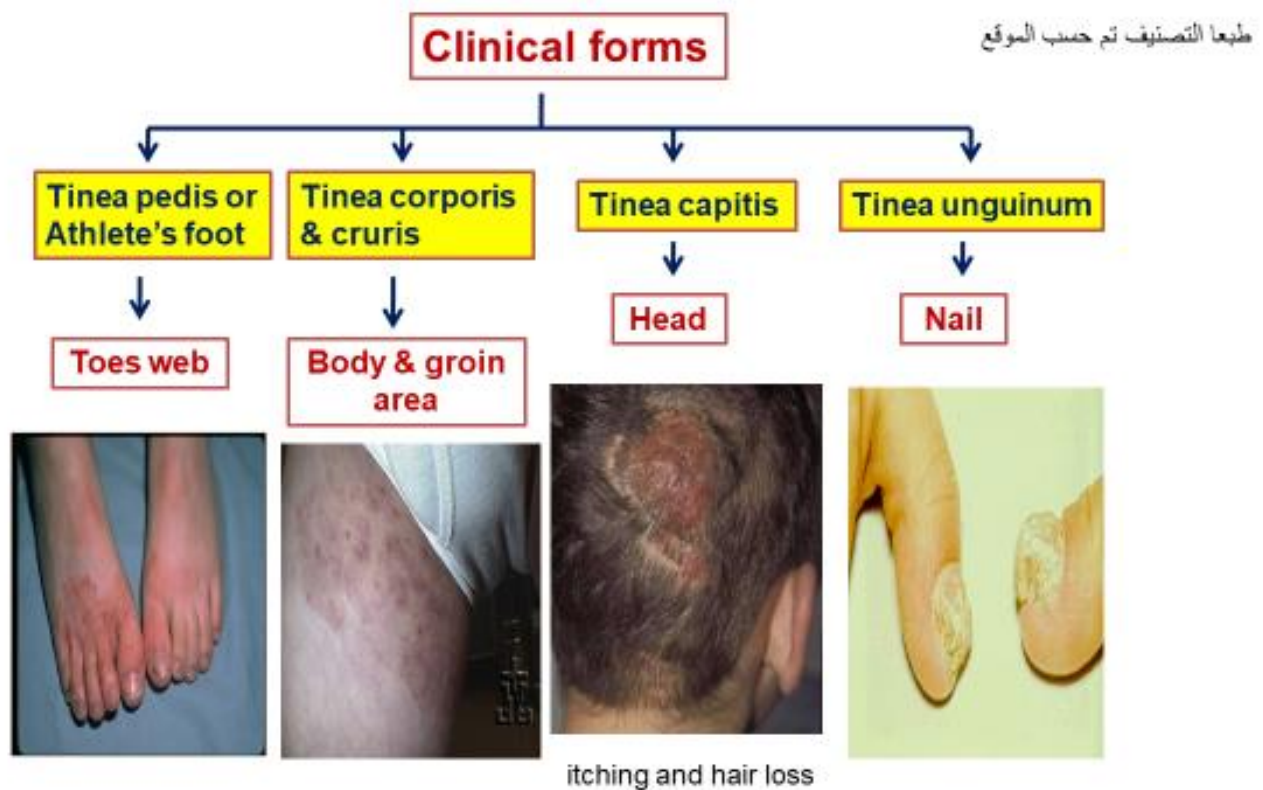 Clinical forms
طبعا التصنيف تم حسب الموقع
Tinea pedis or
Athlete's foot
Tinea corporis
& cruris
Tinea capitis
Tinea unguinum
Toes web
Body & groin
area
Head
Nail
itching and hair loss